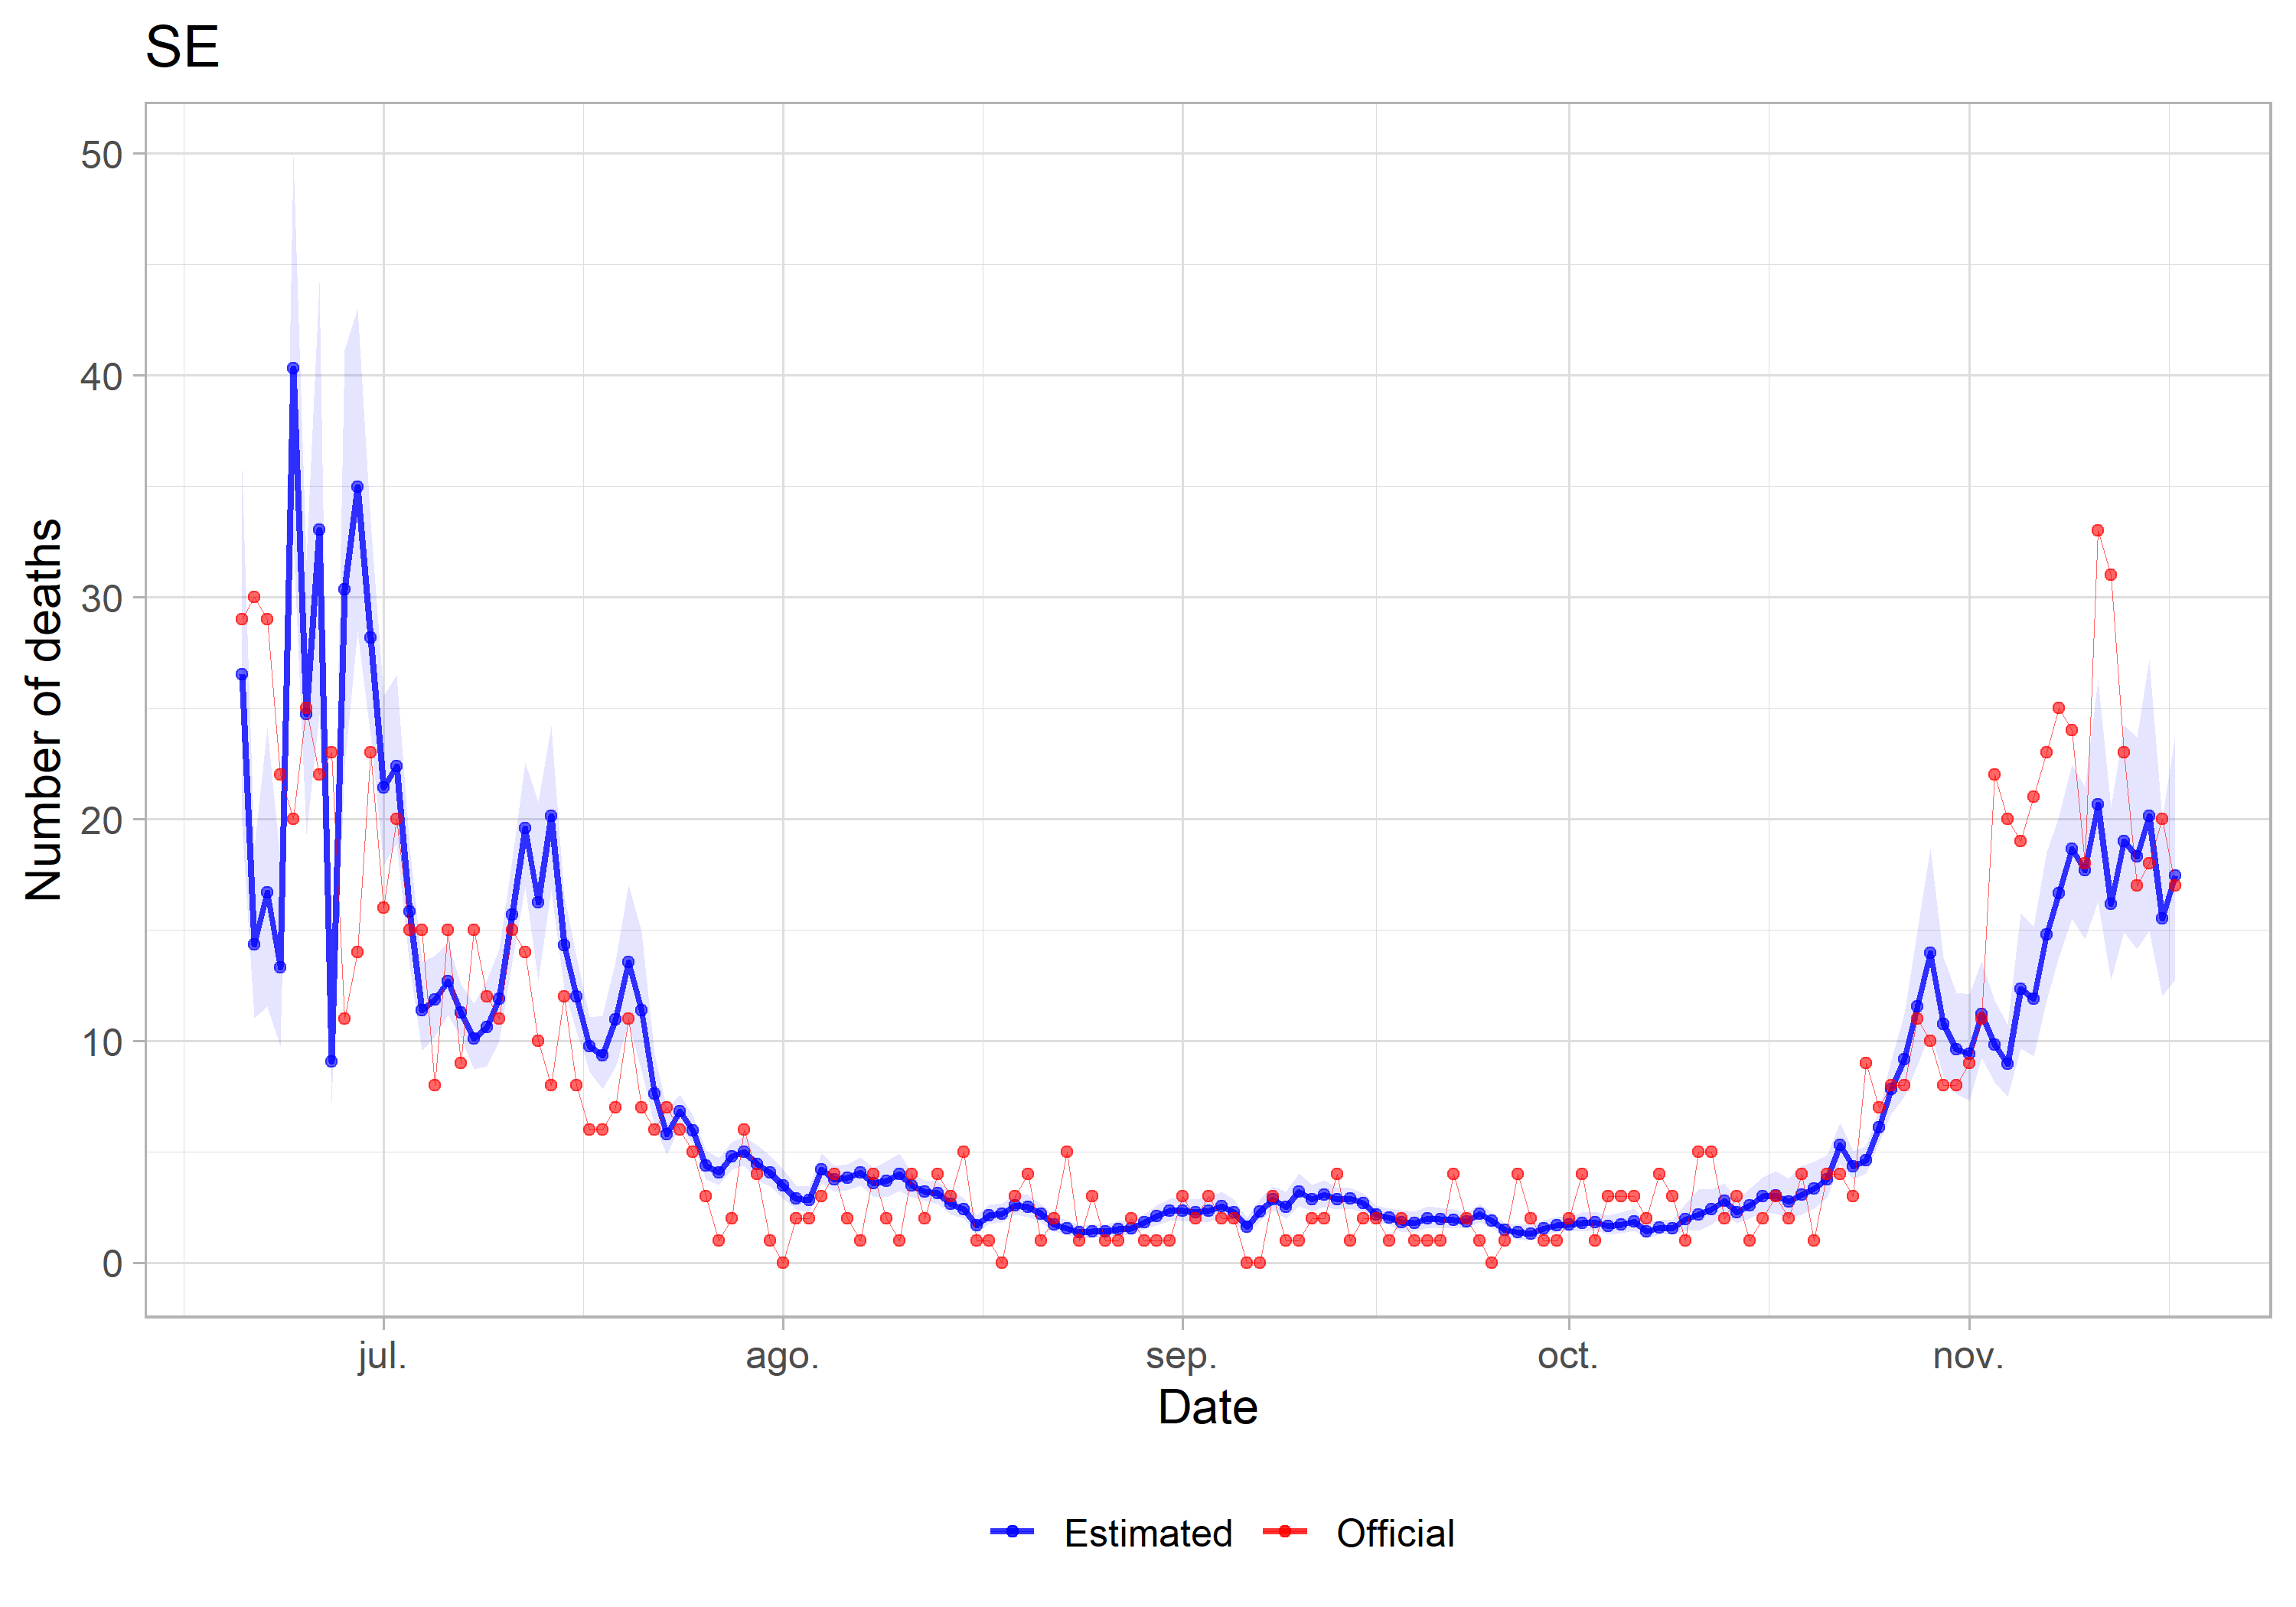 SE
50
40
30
20
10
0
Number of deaths
jul.
ago.
sep.
oct.
nov.
Date
Estimated
Official